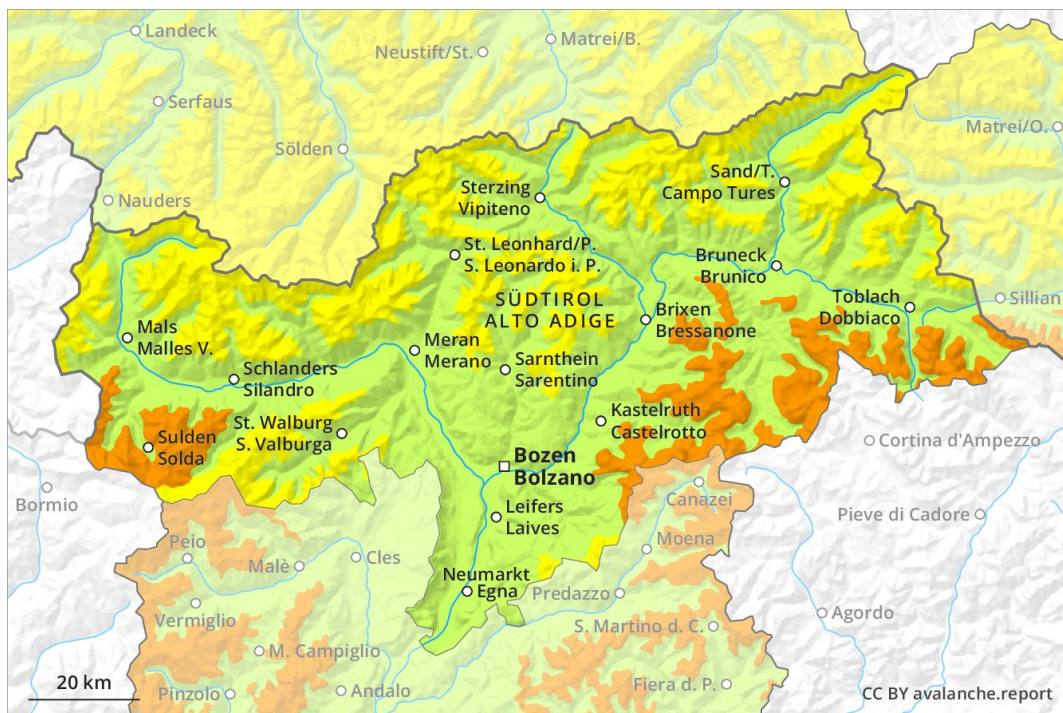 Landeck
Matrei/B.
Neustift/St.
Serfaus
Matrei/O.
Sölden
Sand/T.
Campo Tures
Sterzing
Vipiteno
Nauders
St. Leonhard/P.
S. Leonardo i. P.
Bruneck
Brunico
SÜDTIROL
ALTO ADIGE
Toblach
Dobbiaco
Sillian
Brixen
Bressanone
Mals
Malles V.
Meran
Merano
Schlanders
Silandro
Sarnthein
Sarentino
St. Walburg
S. Valburga
Kastelruth
Castelrotto
Sulden
Solda
Cortina d'Ampezzo
Bozen
Bolzano
Bormio
Canazei
Leifers
Laives
Pieve di Cadore
Moena
Peio
Cles
Malè
Neumarkt
Egna
Predazzo
Vermiglio
Agordo
S. Martino d. C.
M. Campiglio
20 km
Pinzolo
Andalo
Fiera d. P.
CC BY avalanche.report